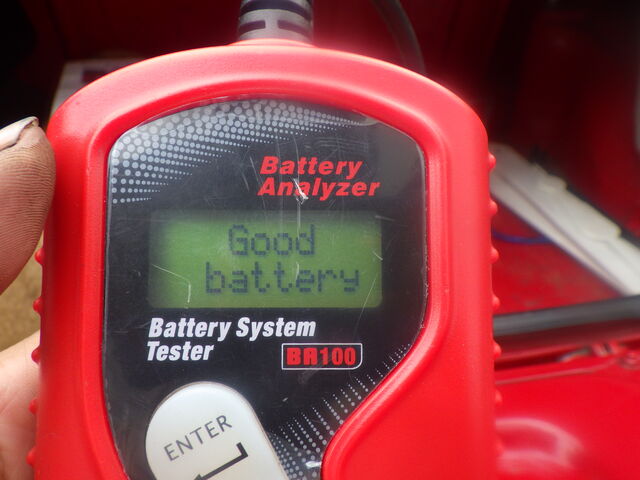 Battery
Analyzer
Good
battery
Battery System
Tester
BR100
ENTER